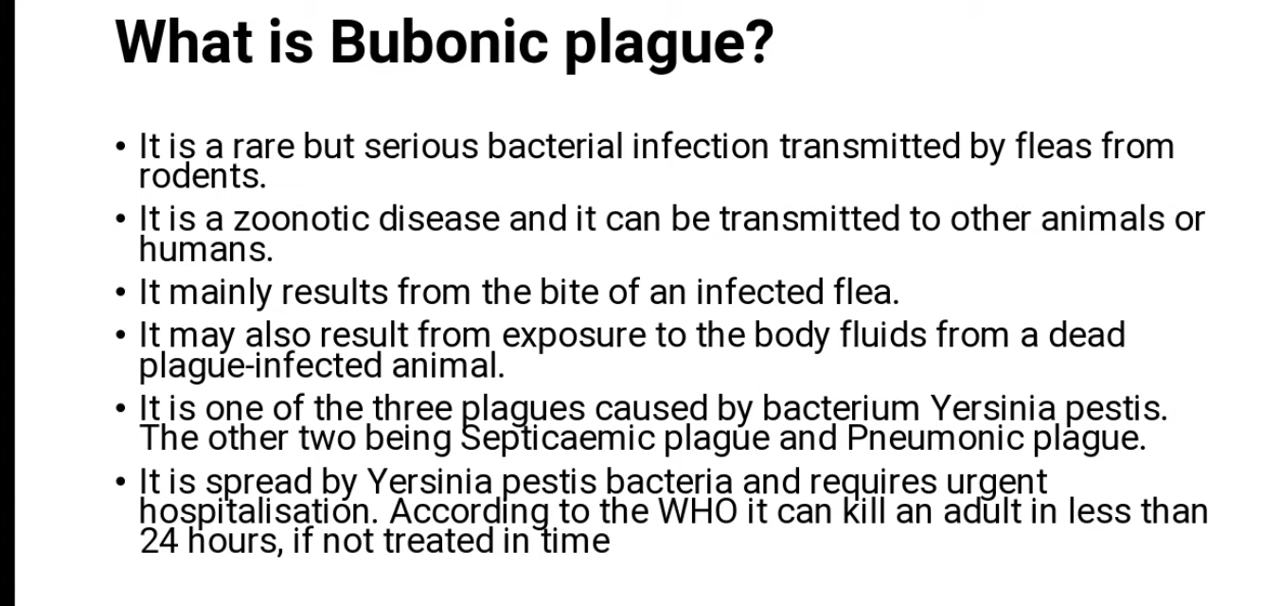 What is Bubonic plague?
• It is a rare but serious bacterial infection transmitted by fleas from
rodents.
• It is a zoonotic disease and it can be transmitted to other animals or
humans.
• It mainly results from the bite of an infected flea.
• It may also result from exposure to the body fluids from a dead
plague-infected animal.
• It is one of the three plagues caused by bacterium Yersinia pestis.
The other two being Septicaemic plague and Pneumonic plague.
• It is spread by Yersinia pestis bacteria and requires urgent
hospitalisation. According to the WHO it can kill an adult in less than
24 hours, if not treated in time